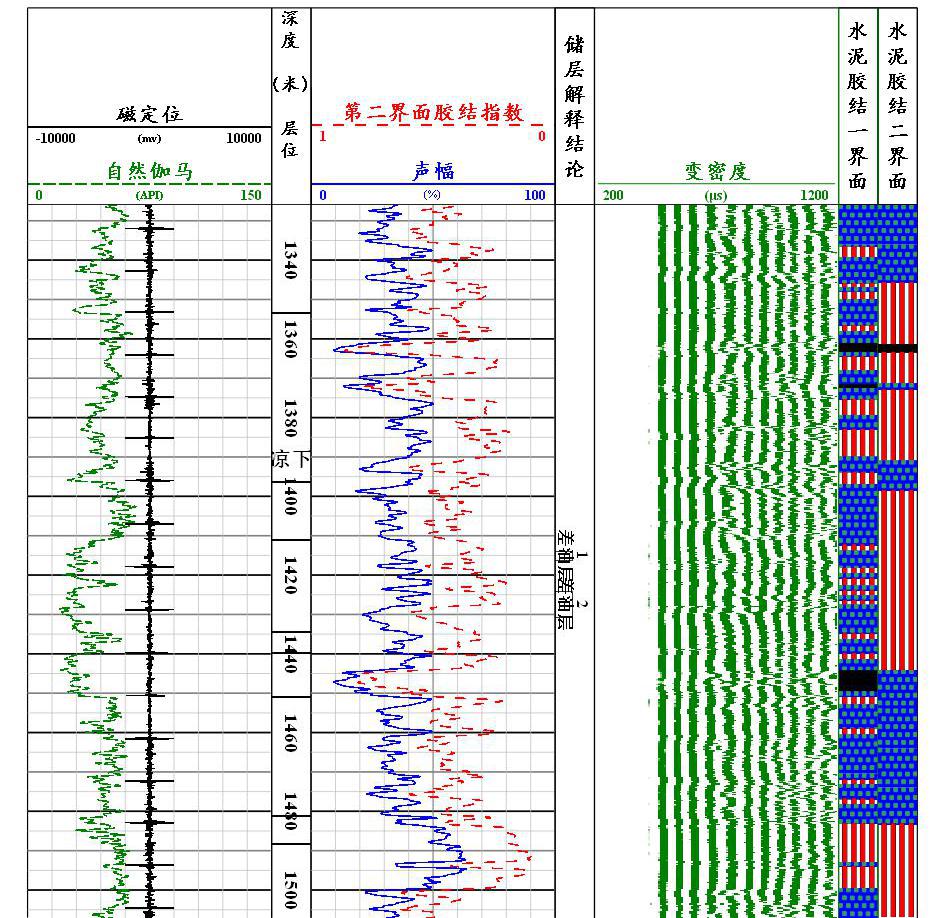 磁定位
-10000 (mv) 10000
自然伽马
0 (API) 150
深度
(米)
层位
第二界面胶结指数
1 0
声幅
0 (%) 100
储层解释结论
变密度
200 (μs) 1200
水泥胶结一界面
水泥胶结二界面
1340
1360
1380
凉下
1400
1420
1440
1460
1480
1500
1
差油层
2
差油层